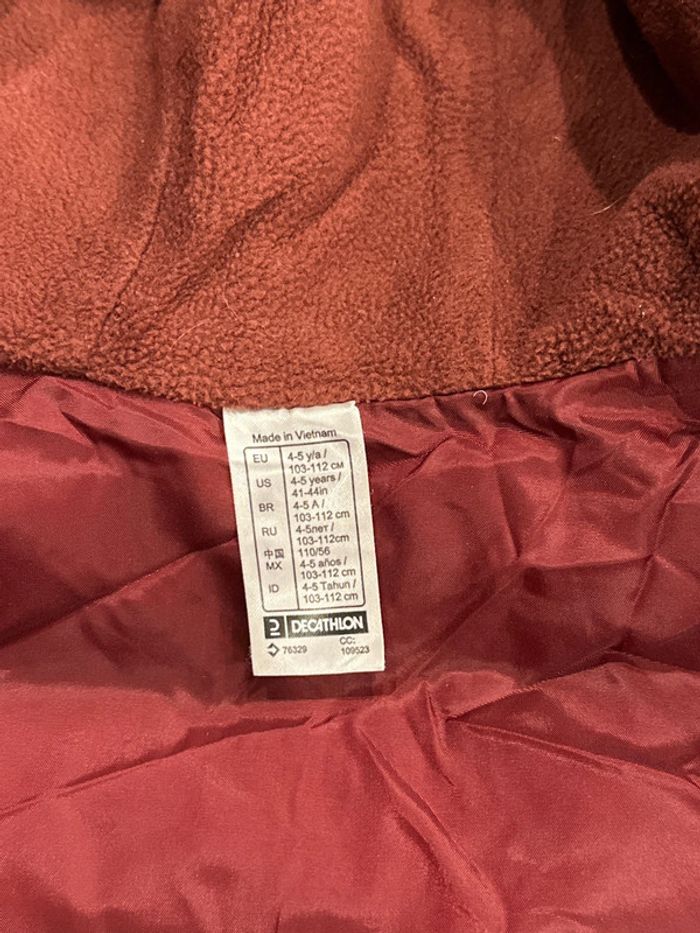 Made in Vietnam
EU 4-5 y/a /
103-112 CM
US 4-5 years /
41-44in
BR 4-5 A /
103-112 cm
RU 4-5лет /
103-112cm
中国 110/56
MX 4-5 años /
103-112 cm
ID 4-5 Tahun /
103-112 cm
DECATHLON
76329 CC:
109523